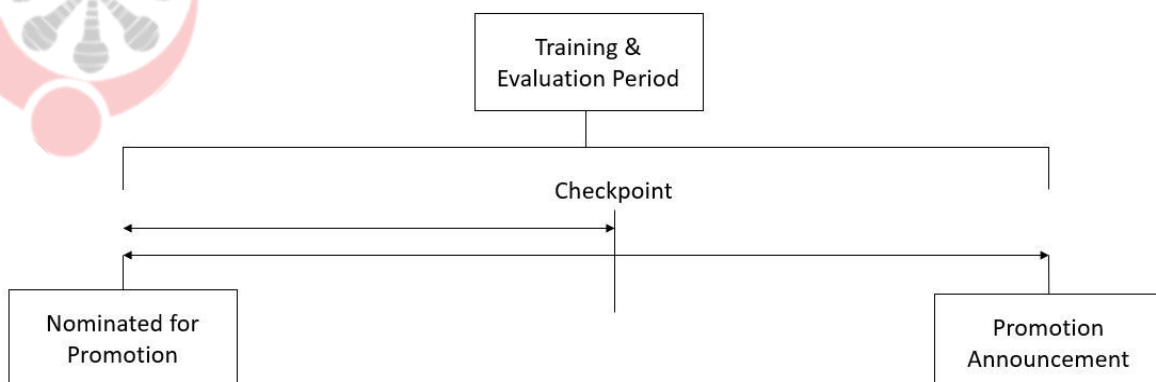 Training &
Evaluation Period
Checkpoint
Nominated for
Promotion
Promotion
Announcement